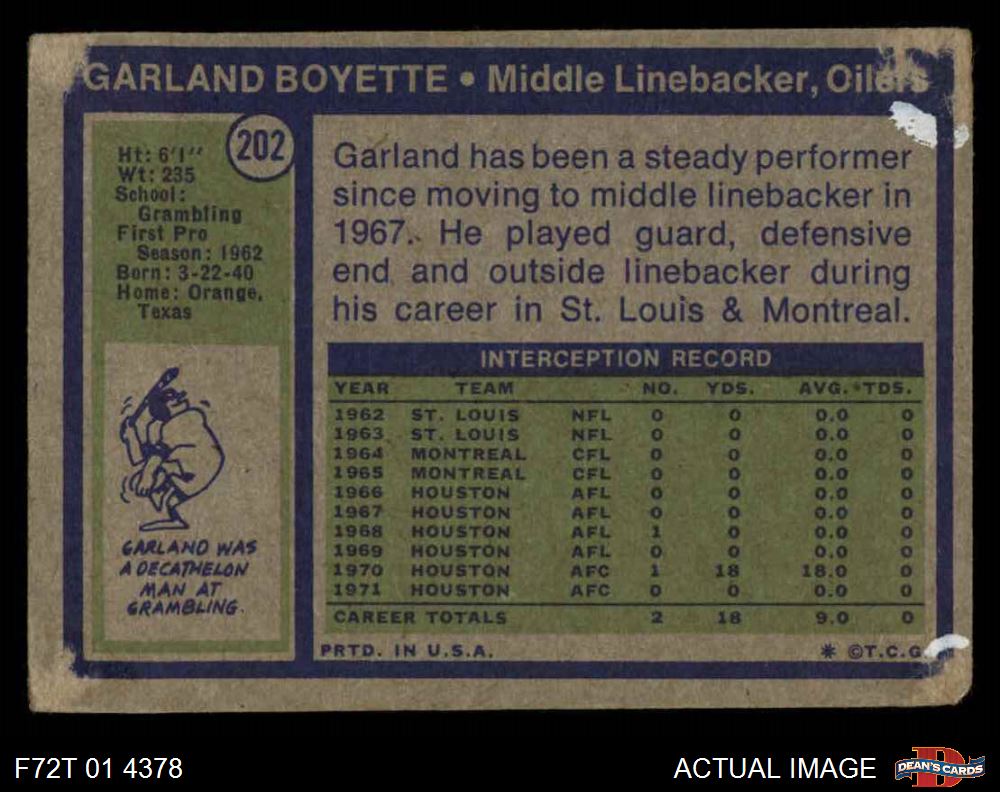 GARLAND BOYETTE • Middle Linebacker, Oilers
202
Ht: 6'1"
Wt: 235
School:
Grambling
First Pro
Season: 1962
Born: 3-22-40
Home: Orange,
Texas
GARLAND WAS
A DECATHELON
MAN AT
GRAMBLING.
Garland has been a steady performer
since moving to middle linebacker in
1967. He played guard, defensive
end and outside linebacker during
his career in St. Louis & Montreal.
INTERCEPTION RECORD
YEAR TEAM NO. YDS. AVG. TDS.
1962 ST. LOUIS NFL 0 0 0.0 0
1963 ST. LOUIS NFL 0 0 0.0 0
1964 MONTREAL CFL 0 0 0.0 0
1965 MONTREAL CFL 0 0 0.0 0
1966 HOUSTON AFL 0 0 0.0 0
1967 HOUSTON AFL 0 0 0.0 0
1968 HOUSTON AFL 1 0 0.0 0
1969 HOUSTON AFL 0 0 0.0 0
1970 HOUSTON AFC 1 18 18.0 0
1971 HOUSTON AFC 0 0 0.0 0
CAREER TOTALS 2 18 9.0 0
PRTD. IN U.S.A. * ©T.C.G.
F72T 01 4378
ACTUAL IMAGE
DEAN'S CARDS